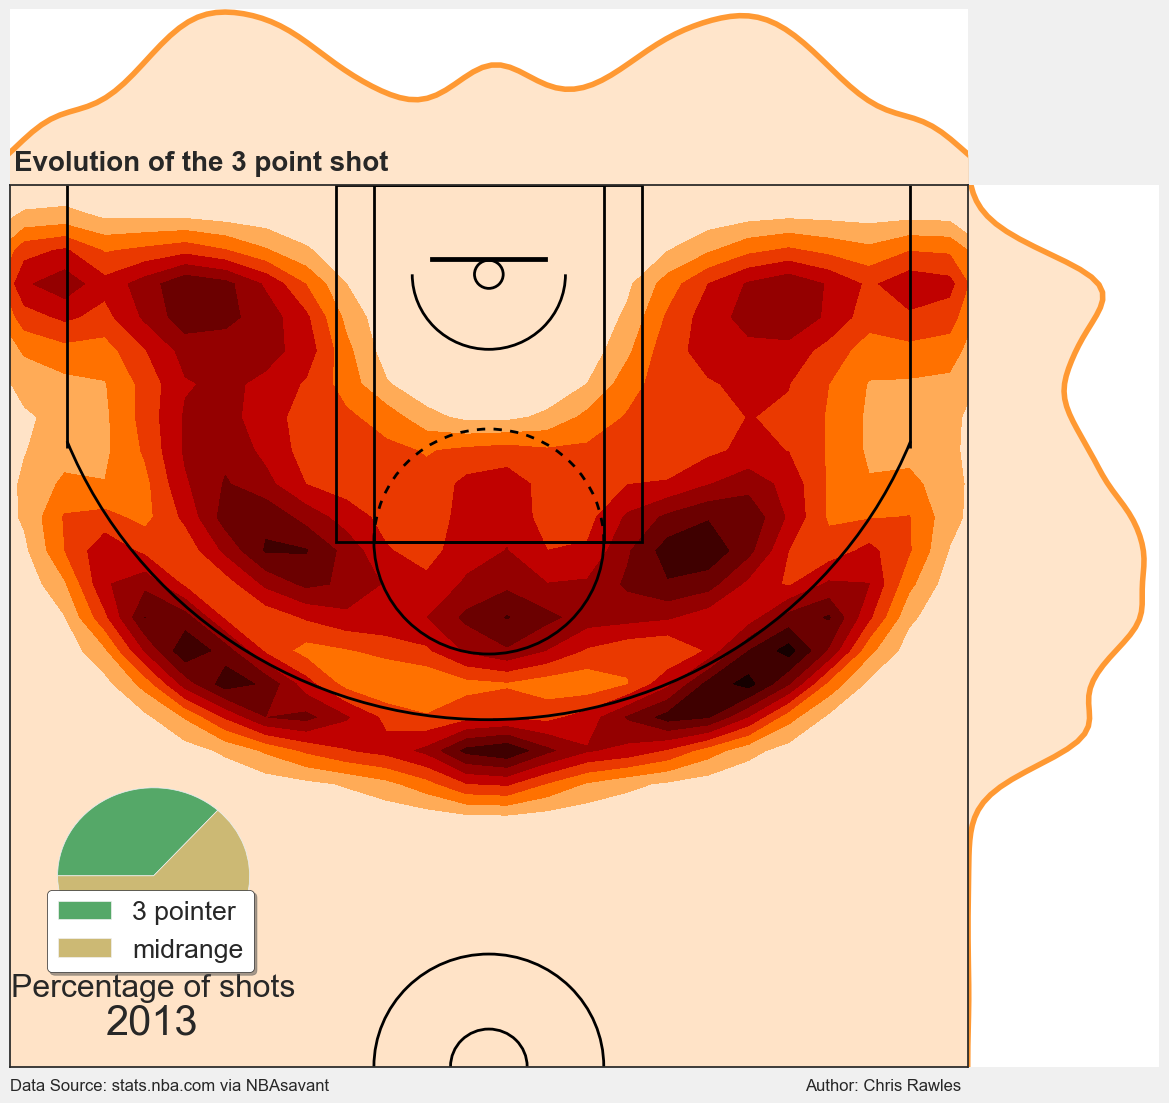 Evolution of the 3 point shot
3 pointer
midrange
Percentage of shots
2013
Data Source: stats.nba.com via NBAsavant
Author: Chris Rawles